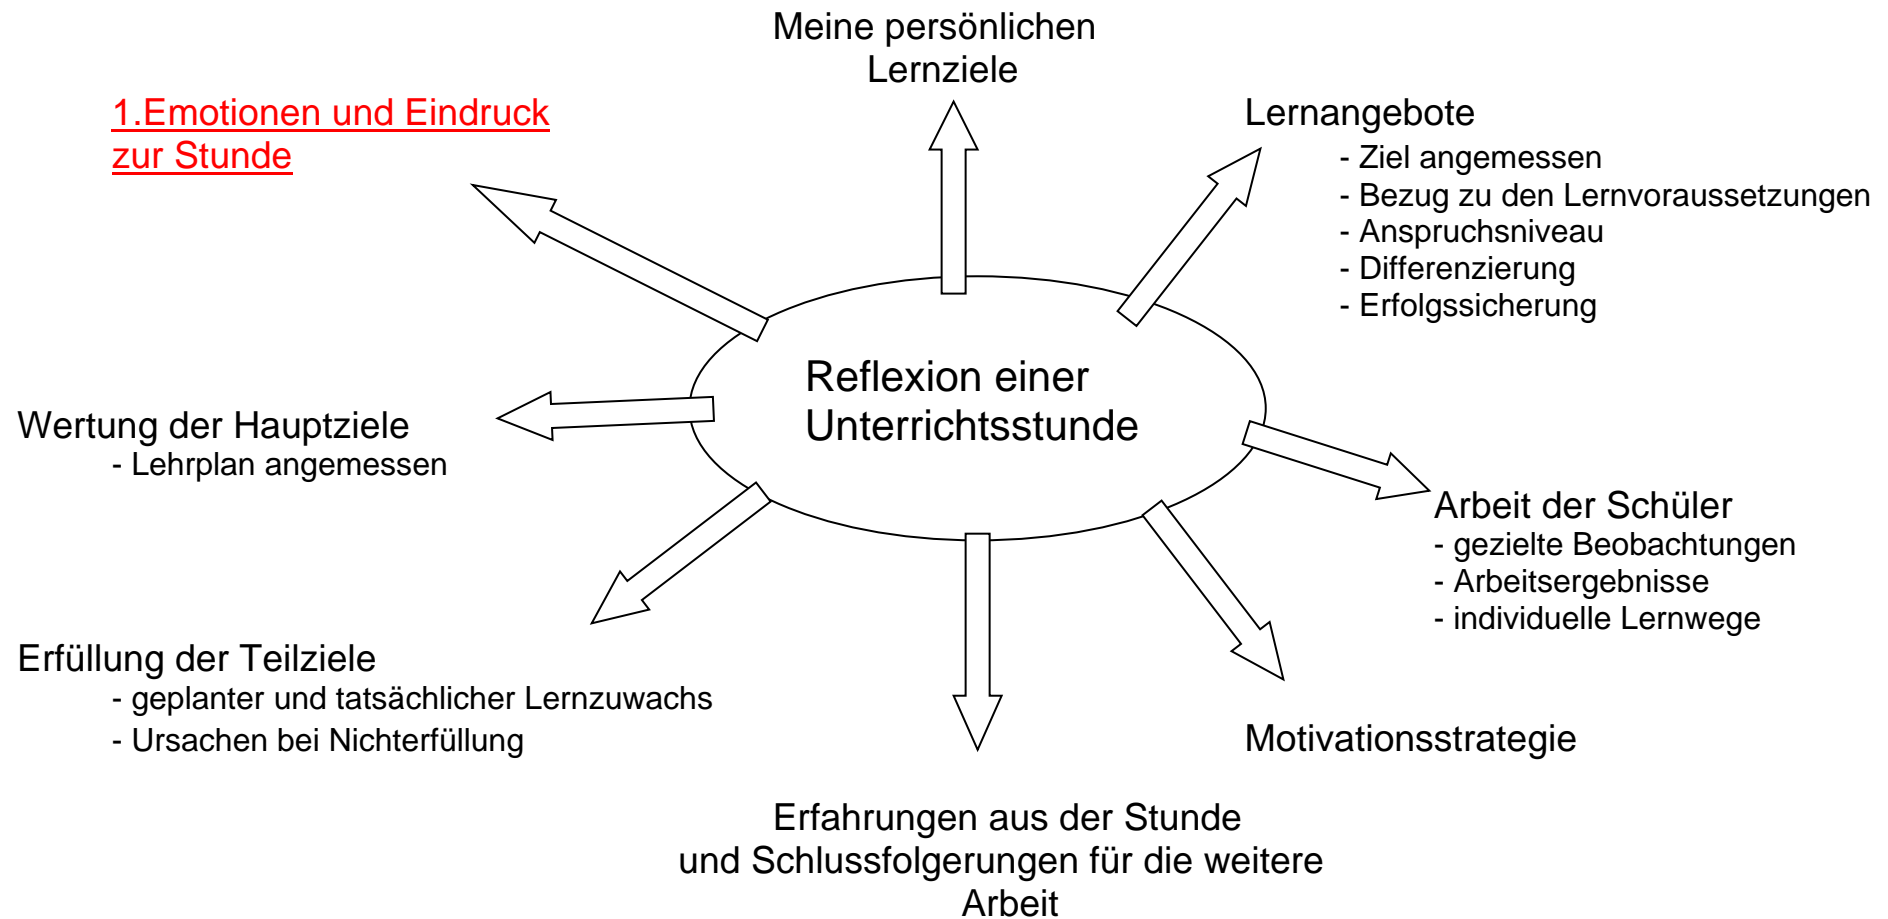 Meine persönlichen
Lernziele
1.Emotionen und Eindruck
zur Stunde
Lernangebote
- Ziel angemessen
- Bezug zu den Lernvoraussetzungen
- Anspruchsniveau
- Differenzierung
- Erfolgssicherung
Reflexion einer
Unterrichtsstunde
Wertung der Hauptziele
- Lehrplan angemessen
Arbeit der Schüler
- gezielte Beobachtungen
- Arbeitsergebnisse
- individuelle Lernwege
Erfüllung der Teilziele
- geplanter und tatsächlicher Lernzuwachs
- Ursachen bei Nichterfüllung
Motivationsstrategie
Erfahrungen aus der Stunde
und Schlussfolgerungen für die weitere
Arbeit